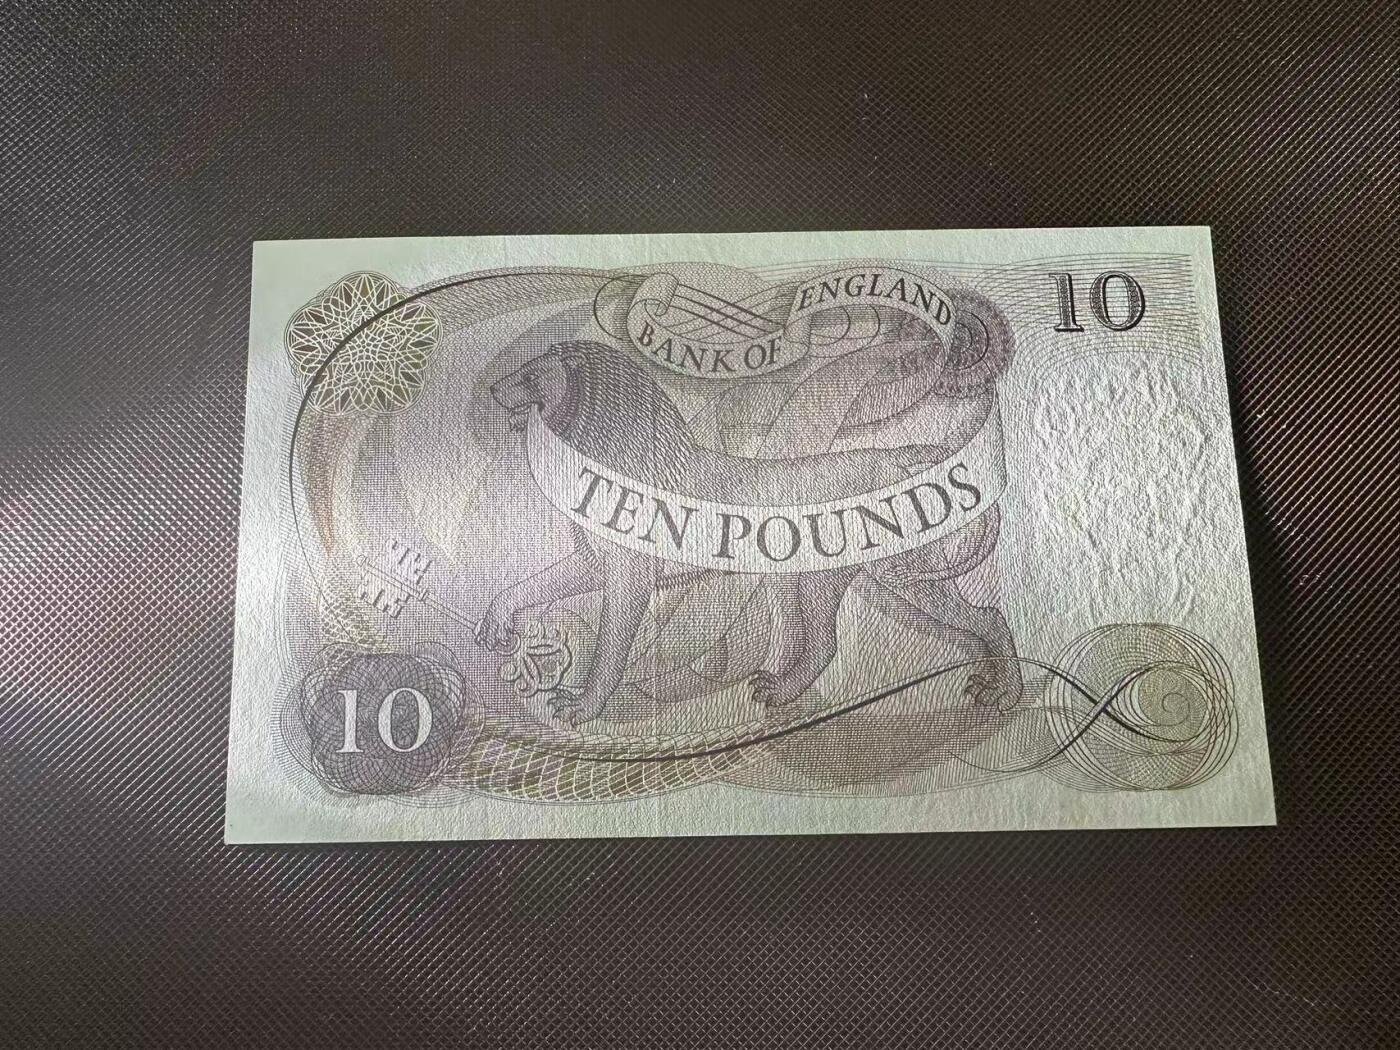 BANK OF ENGLAND
10
TEN POUNDS
10